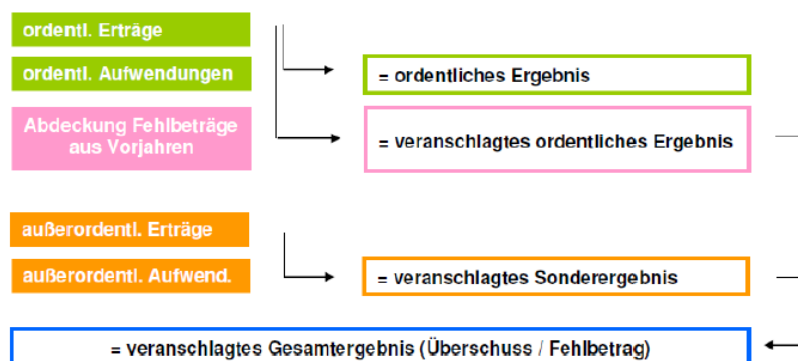 ordentl. Erträge
ordentl. Aufwendungen
= ordentliches Ergebnis
Abdeckung Fehlbeträge
aus Vorjahren
= veranschlagtes ordentliches Ergebnis
außerordentl. Erträge
außerordentl. Aufwend.
= veranschlagtes Sonderergebnis
= veranschlagtes Gesamtergebnis (Überschuss / Fehlbetrag)